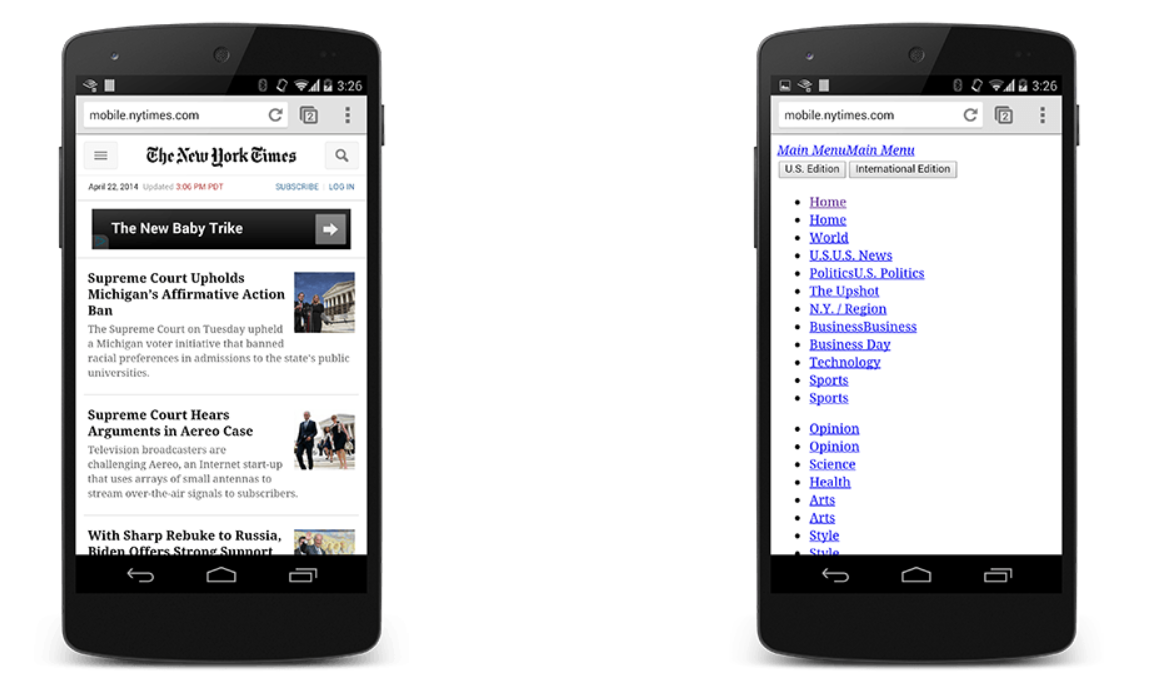 3:26
mobile.nytimes.com
2
The New York Times
April 22, 2014 Updated 3:06 PM PDT
SUBSCRIBE | LOG IN
The New Baby Trike
Supreme Court Upholds
Michigan's Affirmative Action
Ban
The Supreme Court on Tuesday upheld
a Michigan voter initiative that banned
racial preferences in admissions to the state's public
universities.
Supreme Court Hears
Arguments in Aereo Case
Television broadcasters are
challenging Aereo, an Internet start-up
that uses arrays of small antennas to
stream over-the-air signals to subscribers.
With Sharp Rebuke to Russia,
Biden Offers Strong Support
3:26
mobile.nytimes.com
2
Main MenuMain Menu
U.S. Edition
International Edition
Home
Home
World
U.S.U.S. News
PoliticsU.S. Politics
The Upshot
N.Y. / Region
BusinessBusiness
Business Day
Technology
Sports
Sports
Opinion
Opinion
Science
Health
Arts
Arts
Style
Style